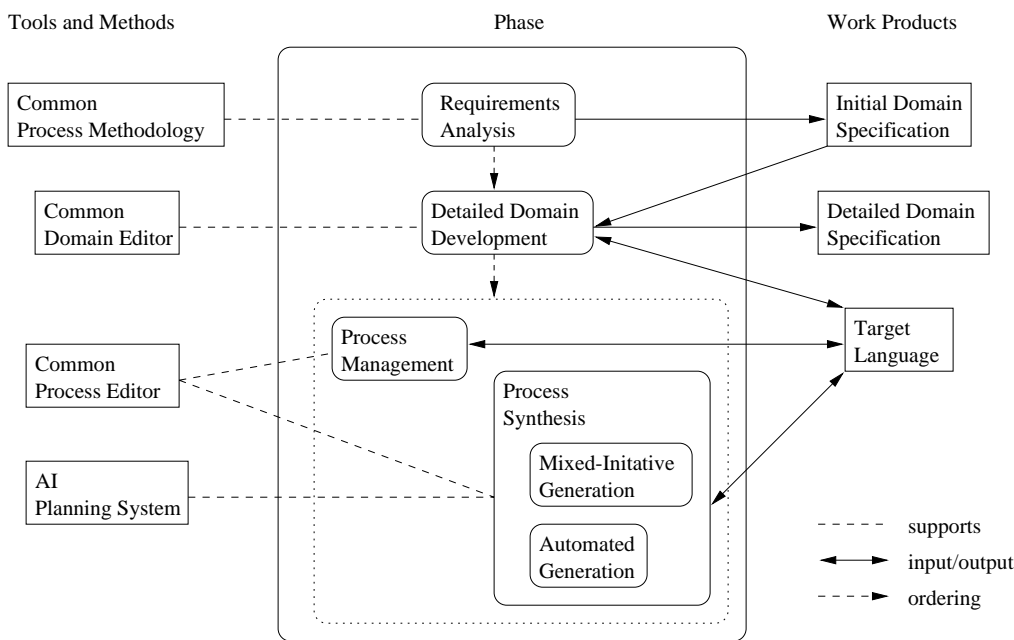 Tools and Methods
Phase
Work Products
Common
Process Methodology
Requirements
Analysis
Initial Domain
Specification
Common
Domain Editor
Detailed Domain
Development
Detailed Domain
Specification
Process
Management
Target
Language
Common
Process Editor
Process
Synthesis
Mixed-Initative
Generation
AI
Planning System
Automated
Generation
supports
input/output
ordering